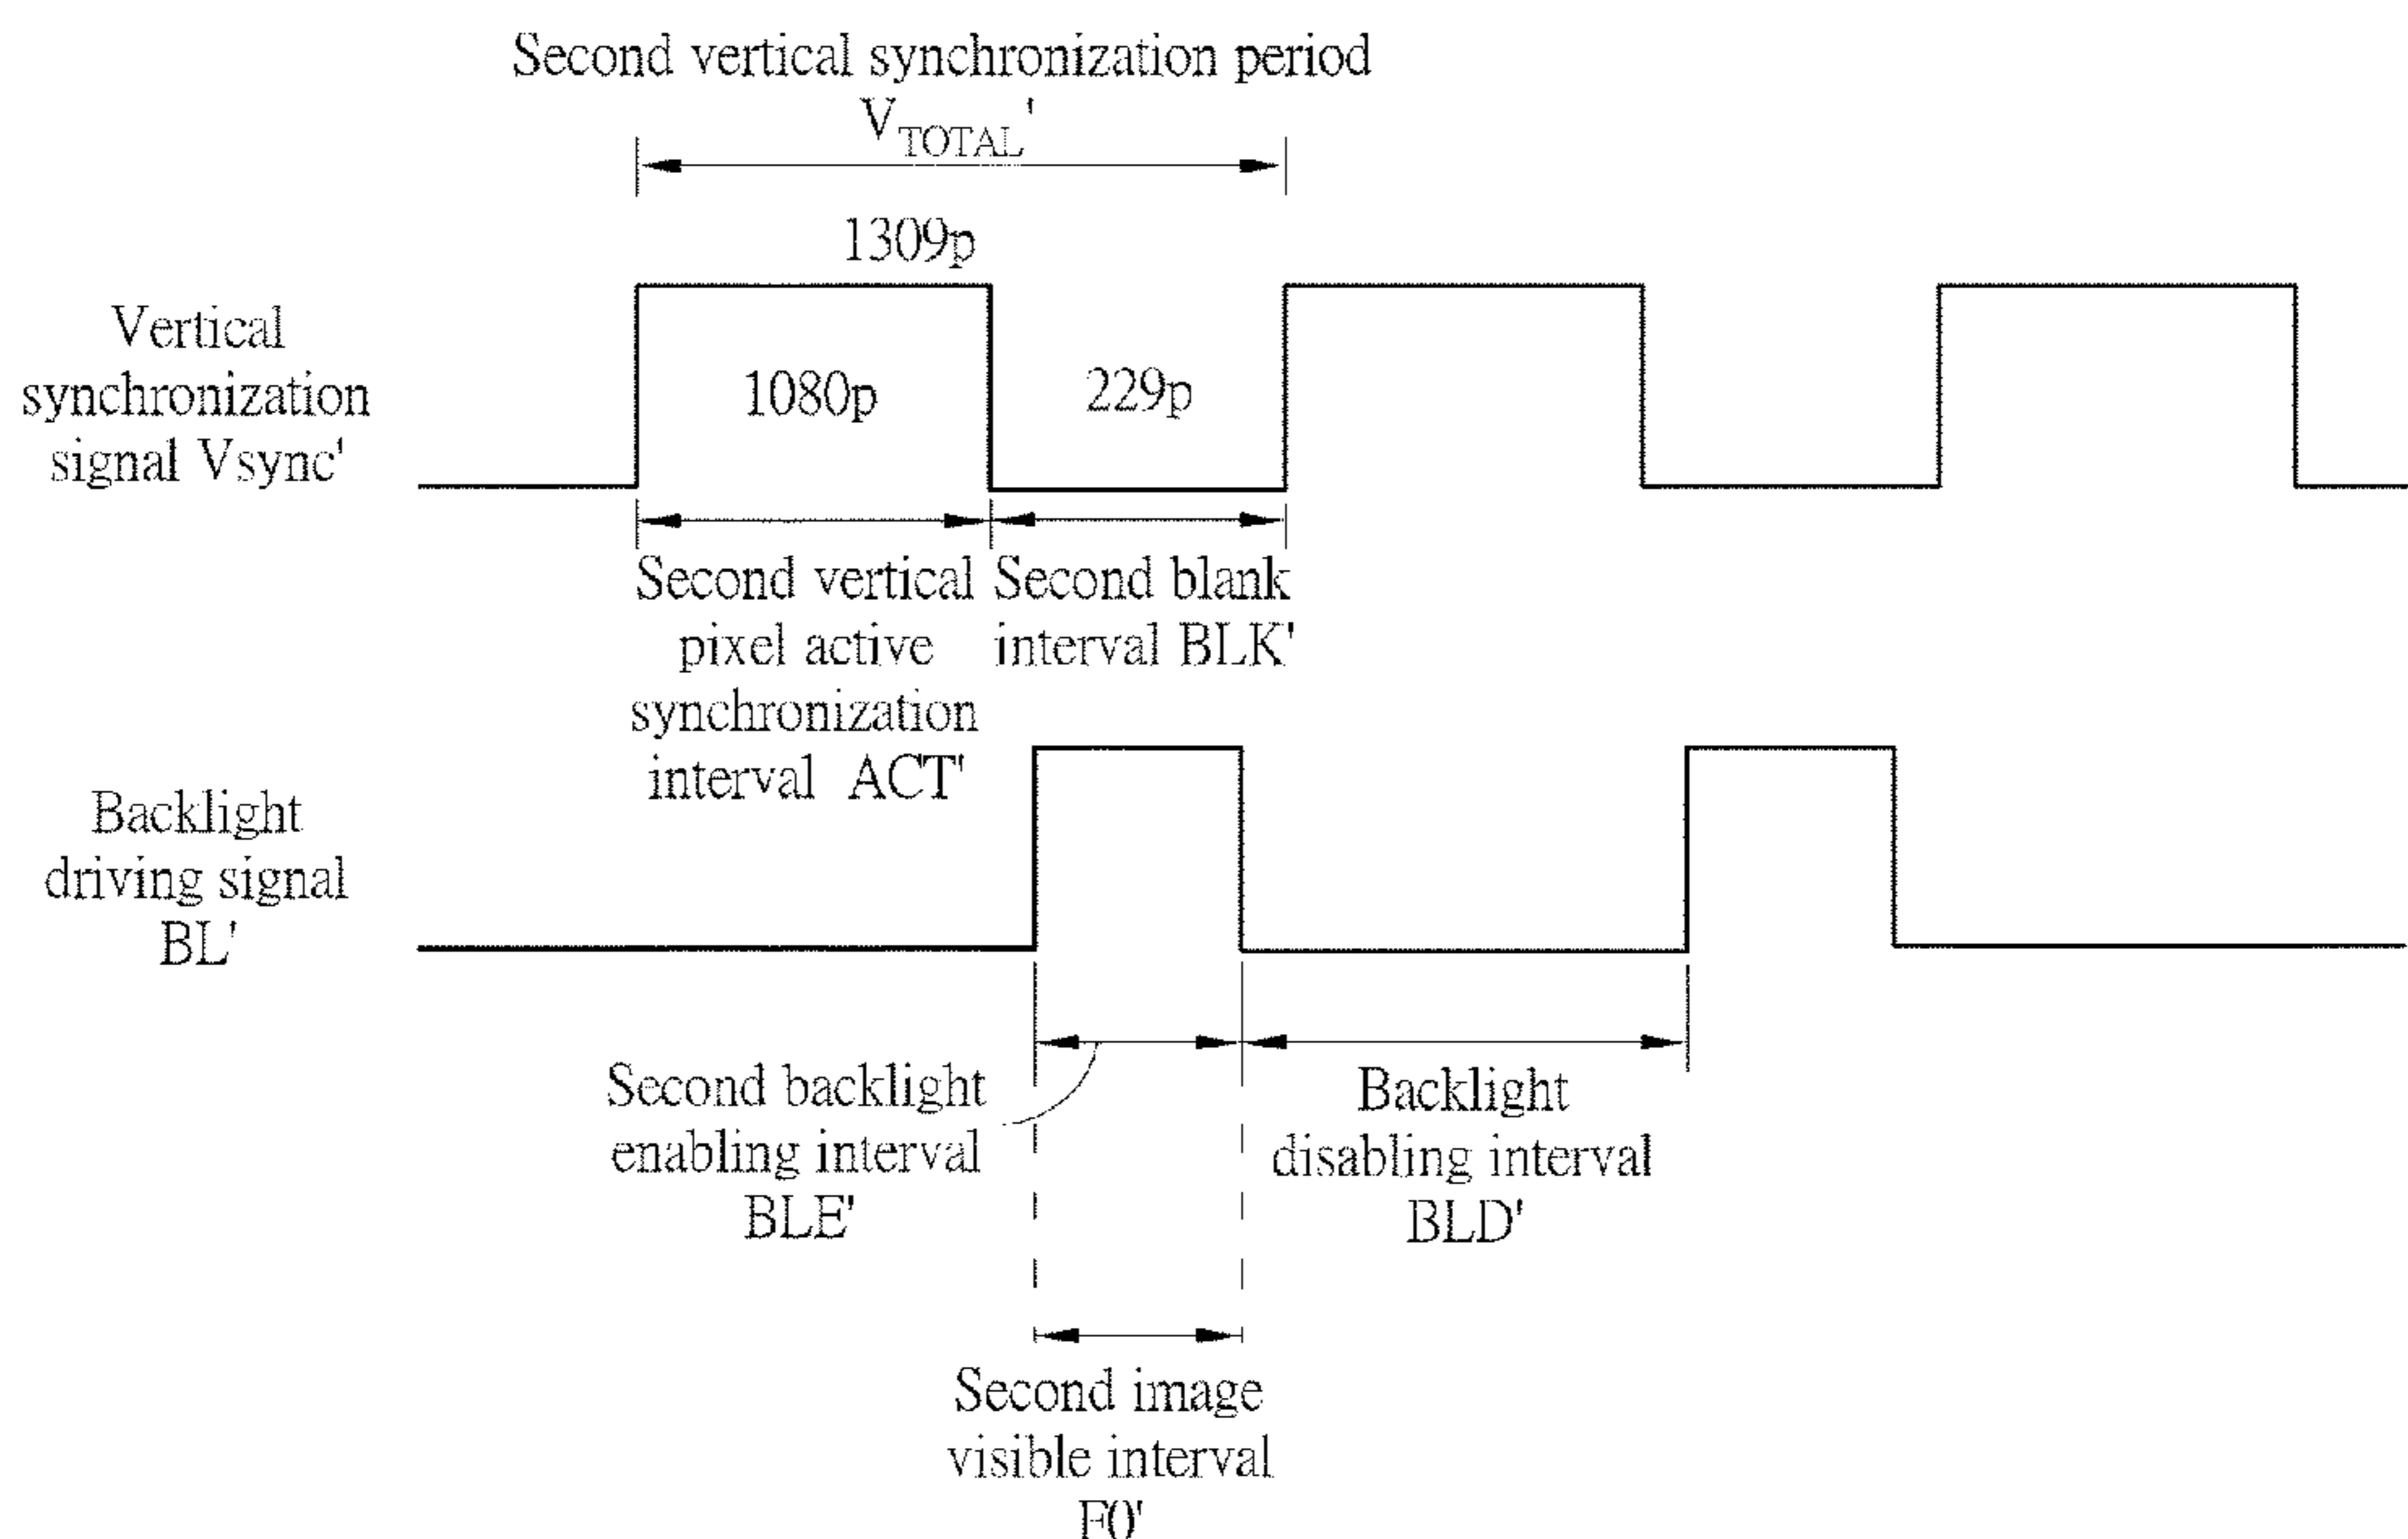 Second vertical synchronization period
V_TOTAL'
1309p
Vertical
synchronization
signal Vsync'
1080p
229p
Second vertical
pixel active
synchronization
interval ACT'
Second blank
interval BLK'
Backlight
driving signal
BL'
Second backlight
enabling interval
BLE'
Backlight
disabling interval
BLD'
Second image
visible interval
F0'